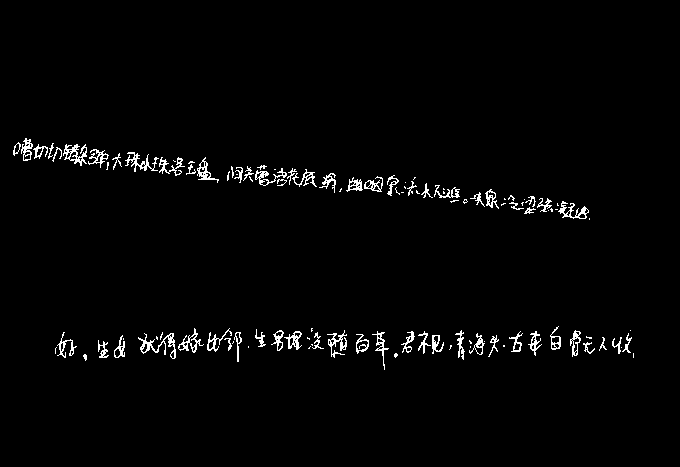 嘈切切错杂弹，大珠小珠落玉盘，间关莺语花底滑，幽咽泉流水下滩。水泉冷涩弦凝绝
好。生女犹得嫁比邻，生男埋没随百草。君不见，青海头，古来白骨无人收，